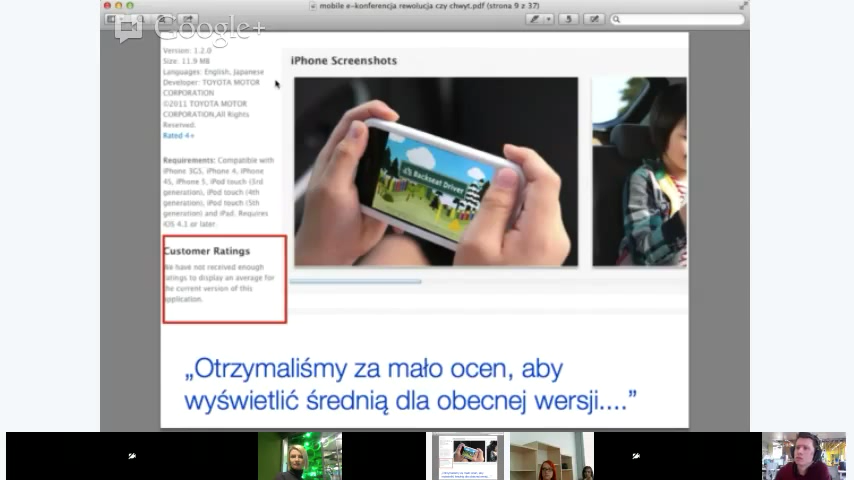 mobile e-konferencja rewolucja czy chwyt.pdf (strona 9 z 37)
Google+
Version: 1.2.0
Size: 11.9 MB
Languages: English, Japanese
Developer: TOYOTA MOTOR
CORPORATION
©2011 TOYOTA MOTOR
CORPORATION,All Rights
Reserved.
Rated 4+
Requirements: Compatible with
iPhone 3GS, iPhone 4, iPhone
4S, iPhone 5, iPod touch (3rd
generation), iPod touch (4th
generation), iPod touch (5th
generation) and iPad. Requires
iOS 4.1 or later.
Customer Ratings
We have not received enough
ratings to display an average for
the current version of this
application.
iPhone Screenshots
Backseat Driver
„Otrzymaliśmy za mało ocen, aby
wyświetlić średnią dla obecnej wersji....”